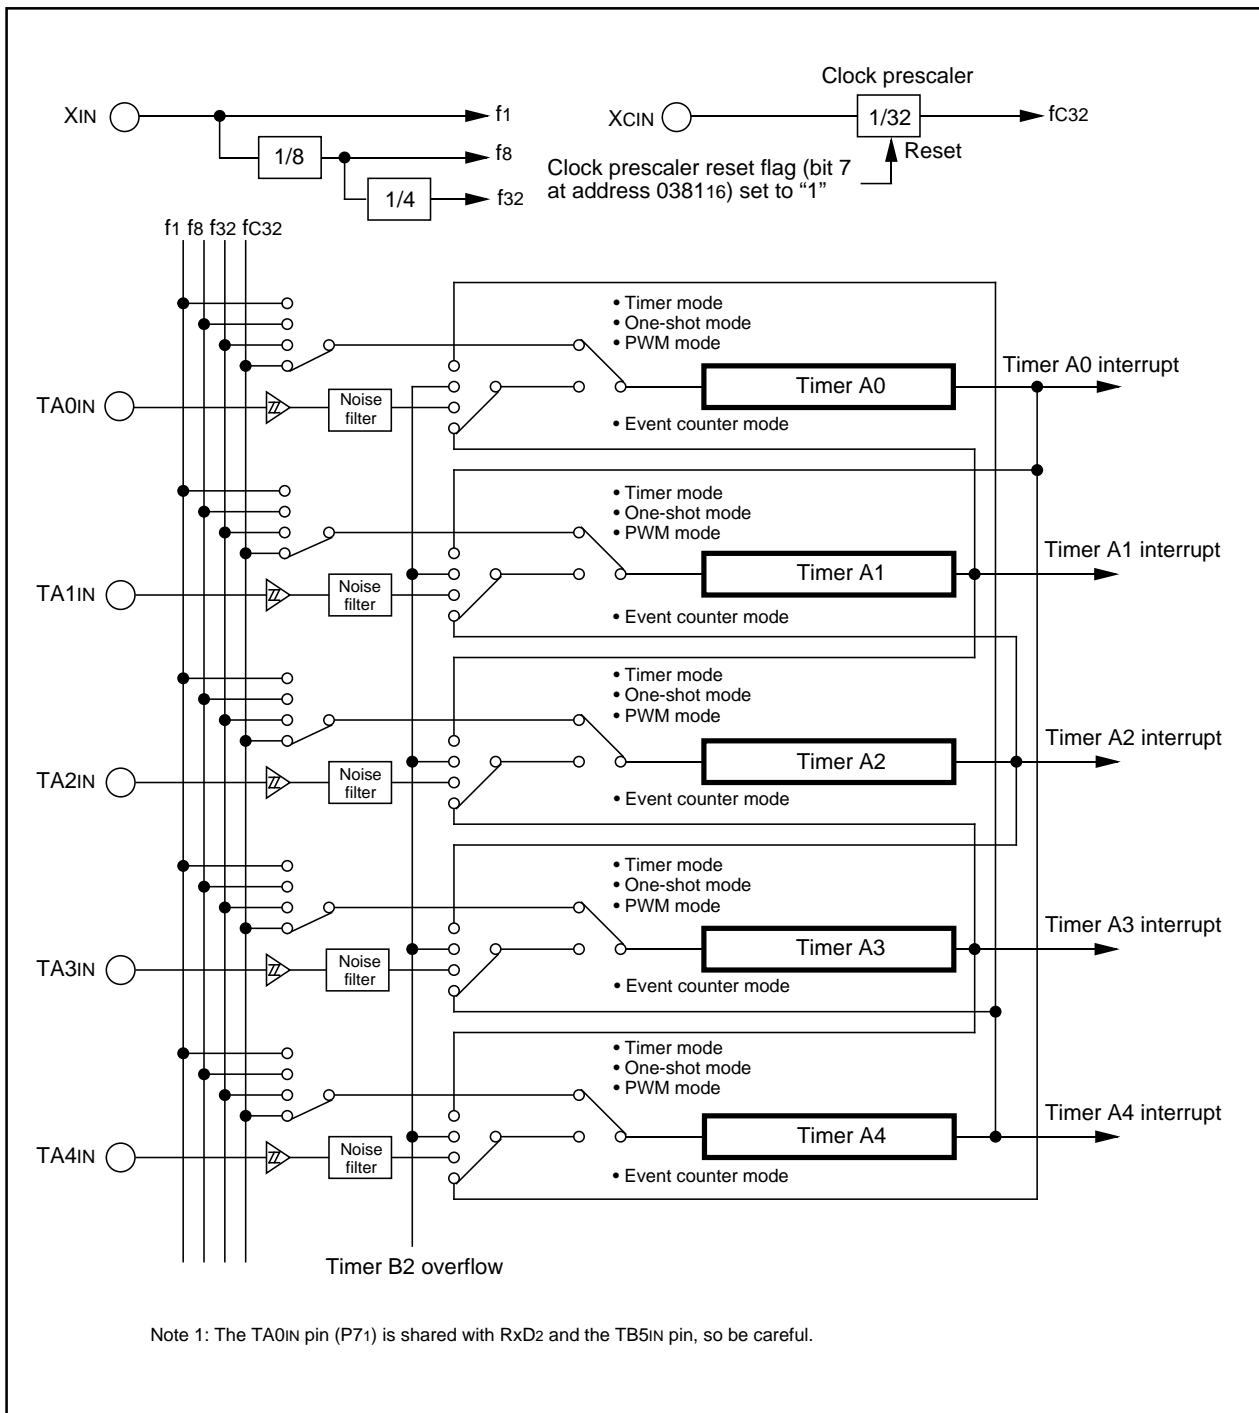 Clock prescaler
XIN
f1
XCIN
1/32
fC32
1/8
f8
Reset
Clock prescaler reset flag (bit 7
at address 038116) set to “1”
1/4
f32
f1 f8 f32 fC32
• Timer mode
• One-shot mode
• PWM mode
Timer A0 interrupt
Timer A0
TA0IN
Noise
filter
• Event counter mode
• Timer mode
• One-shot mode
• PWM mode
Timer A1 interrupt
Timer A1
TA1IN
Noise
filter
• Event counter mode
• Timer mode
• One-shot mode
• PWM mode
Timer A2 interrupt
Timer A2
TA2IN
Noise
filter
• Event counter mode
• Timer mode
• One-shot mode
• PWM mode
Timer A3 interrupt
Timer A3
TA3IN
Noise
filter
• Event counter mode
• Timer mode
• One-shot mode
• PWM mode
Timer A4 interrupt
Timer A4
TA4IN
Noise
filter
• Event counter mode
Timer B2 overflow
Note 1: The TA0IN pin (P71) is shared with RxD2 and the TB5IN pin, so be careful.